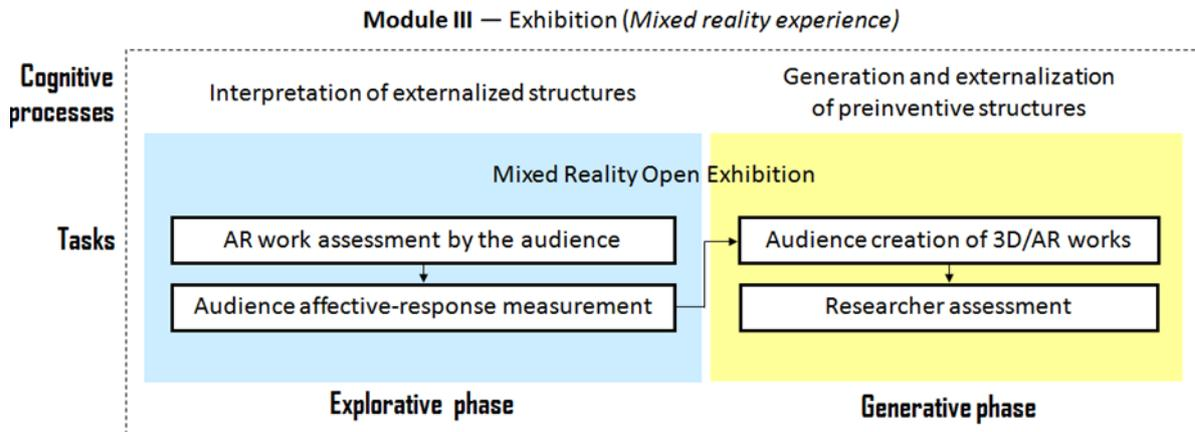 Module III — Exhibition (Mixed reality experience)
Cognitive
processes
Interpretation of externalized structures
Generation and externalization
of preinventive structures
Mixed Reality Open Exhibition
Tasks
AR work assessment by the audience
Audience affective-response measurement
Audience creation of 3D/AR works
Researcher assessment
Explorative phase
Generative phase